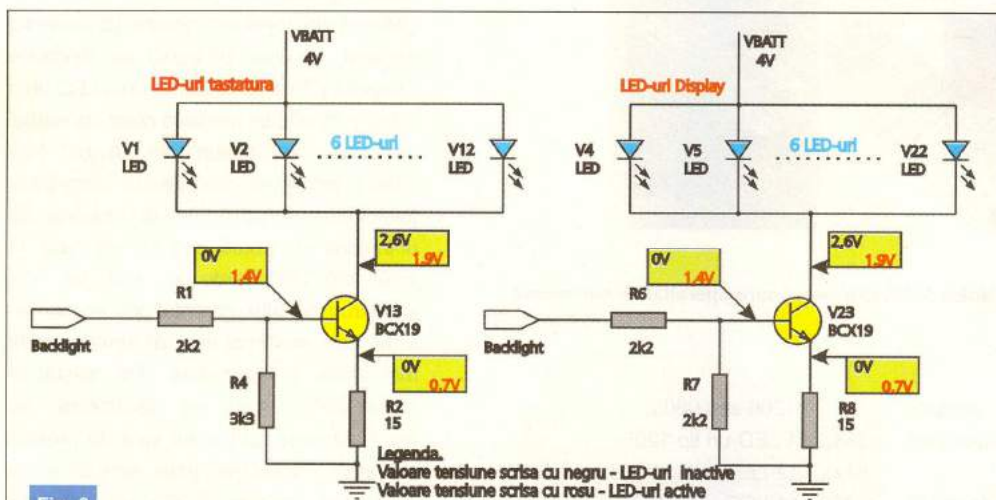 VBATT
4V
LED-uri tastatura
V1
LED
V2
LED
6 LED-uri
V12
LED
0V
1.4V
2,6V
1.9V
R1
2k2
Backlight
V13
BCX19
R4
3k3
0V
0.7V
R2
15
VBATT
4V
LED-uri Display
V4
LED
V5
LED
6 LED-uri
V22
LED
0V
1.4V
2,6V
1.9V
R6
2k2
Backlight
V23
BCX19
R7
2k2
0V
0.7V
R8
15
Legenda.
Valoare tensiune scrisa cu negru - LED-uri inactive
Valoare tensiune scrisa cu rosu - LED-uri active